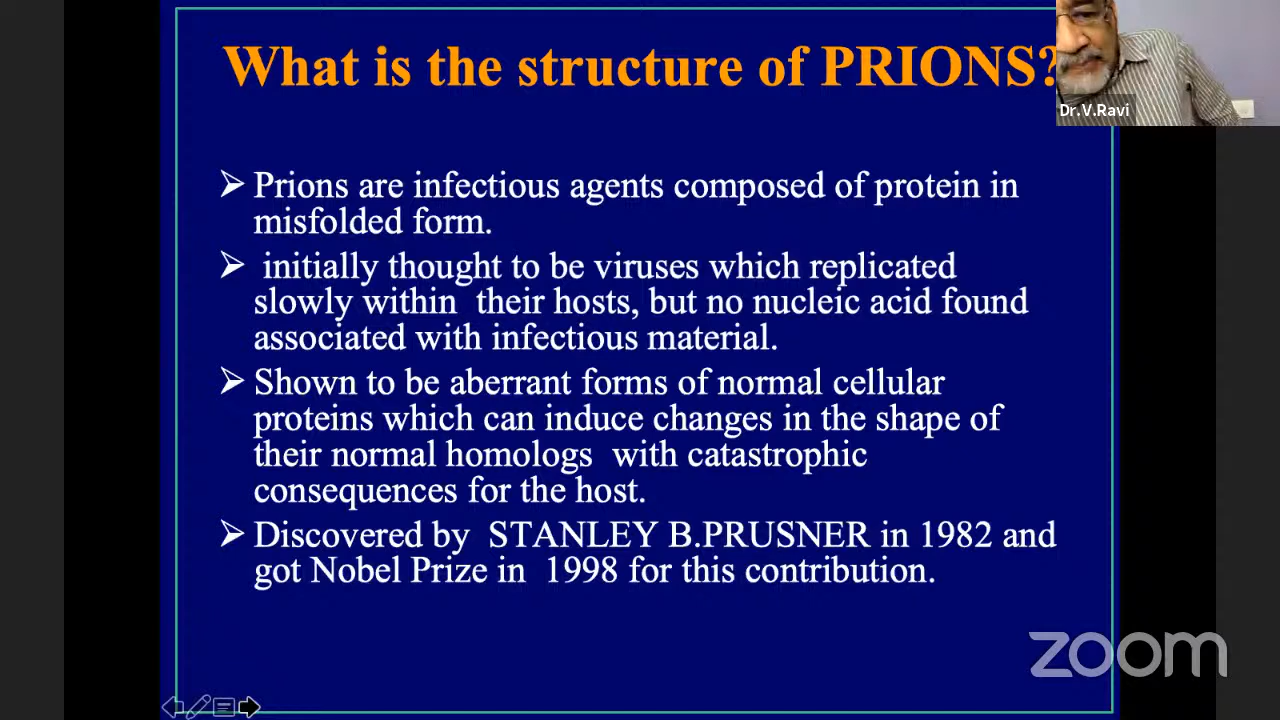 What is the structure of PRIONS?
Dr.V.Ravi
Prions are infectious agents composed of protein in
misfolded form.
initially thought to be viruses which replicated
slowly within their hosts, but no nucleic acid found
associated with infectious material.
Shown to be aberrant forms of normal cellular
proteins which can induce changes in the shape of
their normal homologs with catastrophic
consequences for the host.
Discovered by STANLEY B.PRUSNER in 1982 and
got Nobel Prize in 1998 for this contribution.
zoom